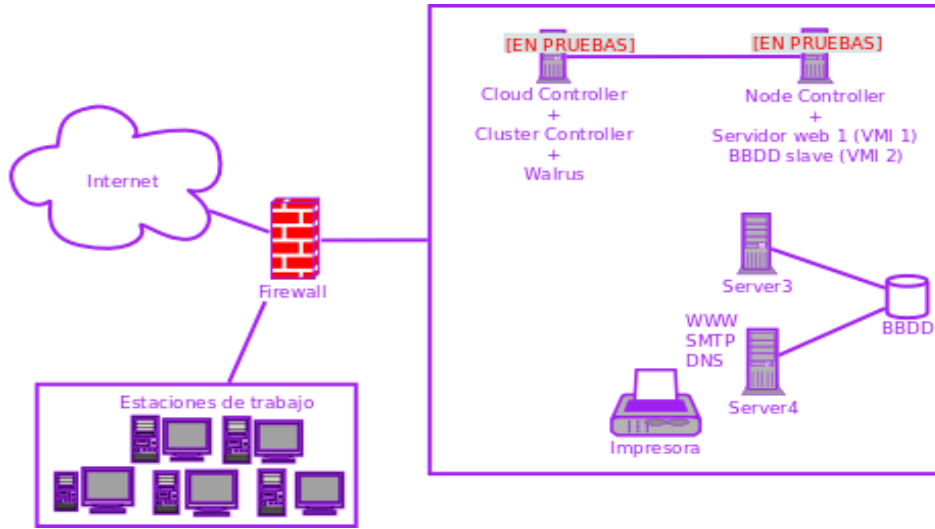 [EN PRUEBAS]
[EN PRUEBAS]
Cloud Controller
+
Cluster Controller
+
Walrus
Node Controller
+
Servidor web 1 (VMI 1)
BBDD slave (VMI 2)
Internet
Firewall
Server3
BBDD
WWW
SMTP
DNS
Server4
Impresora
Estaciones de trabajo